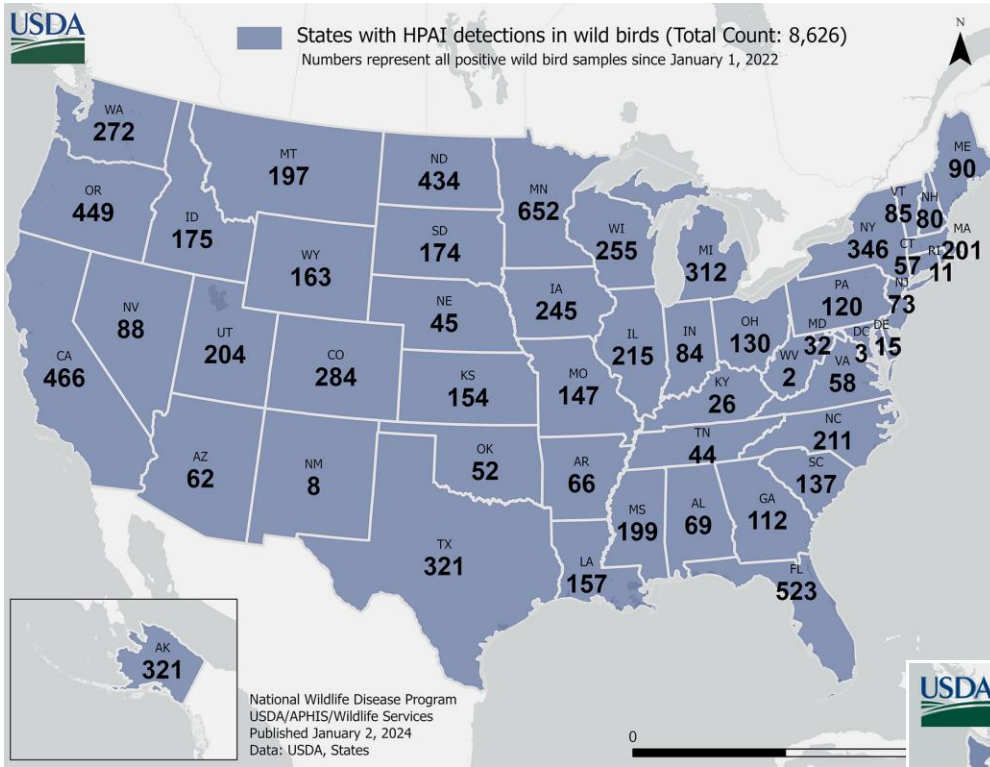 USDA
States with HPAI detections in wild birds (Total Count: 8,626)
Numbers represent all positive wild bird samples since January 1, 2022
N
WA
272
OR
449
ID
175
MT
197
ND
434
MN
652
WI
255
MI
312
SD
174
WY
163
NE
45
IA
245
IL
215
IN
84
OH
130
PA
120
NY
346
VT
85
NH
80
ME
90
MA
201
CT
57
RI
11
NJ
73
DE
15
MD
32
DC
3
WV
2
VA
58
KY
26
NV
88
UT
204
CO
284
KS
154
MO
147
CA
466
AZ
62
NM
8
OK
52
AR
66
TN
44
NC
211
SC
137
MS
199
AL
69
GA
112
TX
321
LA
157
FL
523
AK
321
National Wildlife Disease Program
USDA/APHIS/Wildlife Services
Published January 2, 2024
Data: USDA, States
0
USDA